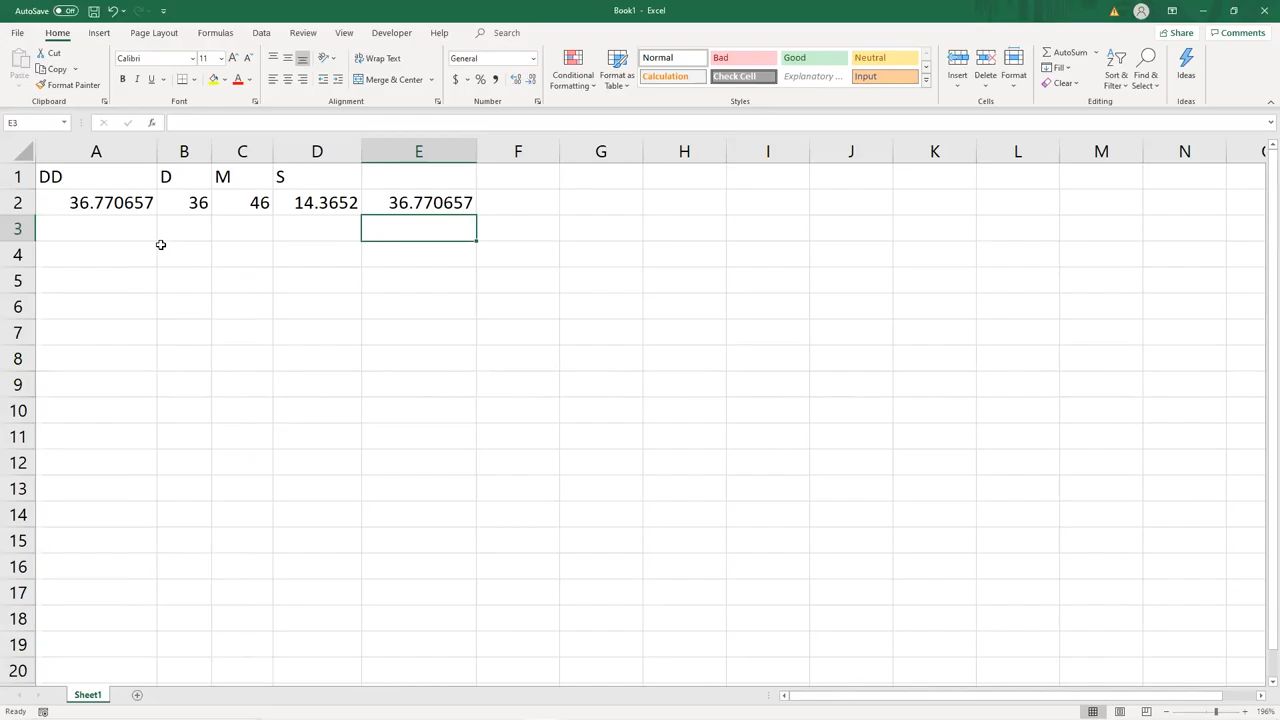 AutoSave Off Book1 - Excel
File Home Insert Page Layout Formulas Data Review View Developer Help Search Share Comments
Paste Cut Calibri 11 A A Wrap Text General Normal Bad Good Neutral AutoSum
Copy Calculation Check Cell Explanatory ... Input Fill
Format Painter B I U A Merge & Center $ % , Conditional Formatting Format as Table Insert Delete Format Clear Sort & Filter Find & Select Ideas
Clipboard Font Alignment Number Styles Cells Editing Ideas
E3 fx
A B C D E F G H I J K L M N
1 DD D M S
2 36.770657 36 46 14.3652 36.770657
3
4
5
6
7
8
9
10
11
12
13
14
15
16
17
18
19
20
Sheet1
Ready 196%